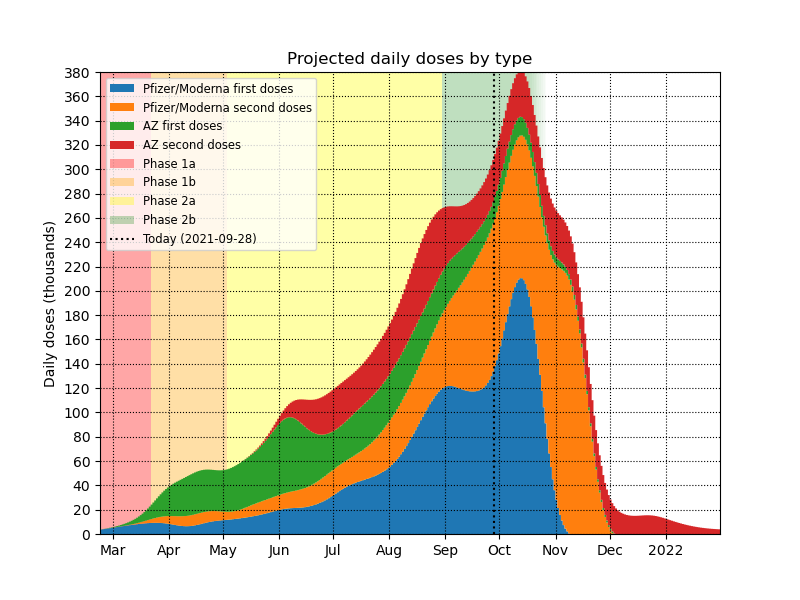 Projected daily doses by type
Daily doses (thousands)
380
360
340
320
300
280
260
240
220
200
180
160
140
120
100
80
60
40
20
0
Pfizer/Moderna first doses
Pfizer/Moderna second doses
AZ first doses
AZ second doses
Phase 1a
Phase 1b
Phase 2a
Phase 2b
Today (2021-09-28)
Mar Apr May Jun Jul Aug Sep Oct Nov Dec 2022